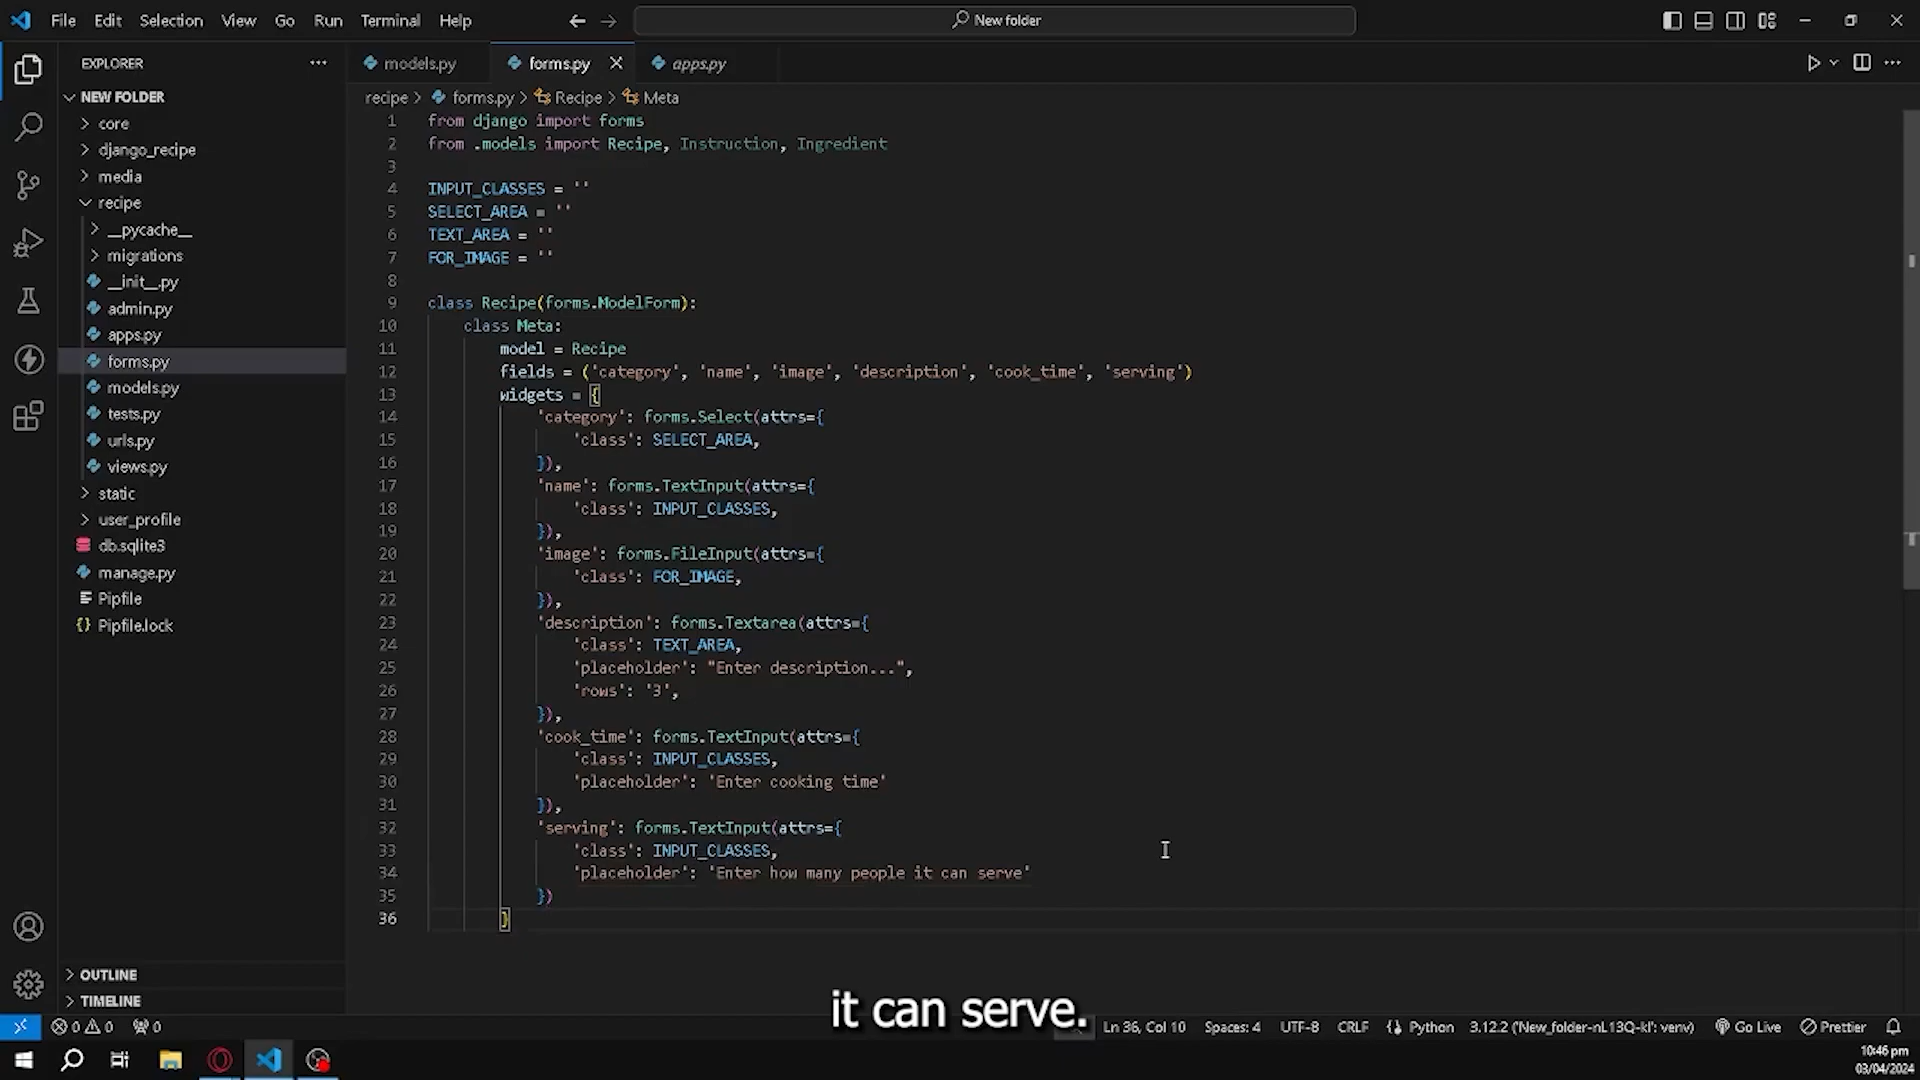 File Edit Selection View Go Run Terminal Help
New folder
EXPLORER
models.py
forms.py
apps.py
NEW FOLDER
recipe > forms.py > Recipe > Meta
core
django_recipe
media
recipe
__pycache__
migrations
__init__.py
admin.py
apps.py
forms.py
models.py
tests.py
urls.py
views.py
static
user_profile
db.sqlite3
manage.py
Pipfile
Pipfile.lock
OUTLINE
TIMELINE
1 from django import forms
2 from .models import Recipe, Instruction, Ingredient
3
4 INPUT_CLASSES = ''
5 SELECT_AREA = ''
6 TEXT_AREA = ''
7 FOR_IMAGE = ''
8
9 class Recipe(forms.ModelForm):
10 class Meta:
11 model = Recipe
12 fields = ('category', 'name', 'image', 'description', 'cook_time', 'serving')
13 widgets = {
14 'category': forms.Select(attrs={
15 'class': SELECT_AREA,
16 }),
17 'name': forms.TextInput(attrs={
18 'class': INPUT_CLASSES,
19 }),
20 'image': forms.FileInput(attrs={
21 'class': FOR_IMAGE,
22 }),
23 'description': forms.Textarea(attrs={
24 'class': TEXT_AREA,
25 'placeholder': "Enter description...",
26 'rows': '3',
27 }),
28 'cook_time': forms.TextInput(attrs={
29 'class': INPUT_CLASSES,
30 'placeholder': 'Enter cooking time'
31 }),
32 'serving': forms.TextInput(attrs={
33 'class': INPUT_CLASSES,
34 'placeholder': 'Enter how many people it can serve'
35 })
36 }
it can serve.
0 0 0
Ln 36, Col 10 Spaces: 4 UTF-8 CRLF Python 3.12.2 ('New_folder-nL13Q-kl': venv) Go Live Prettier
10:46 pm
03/04/2024